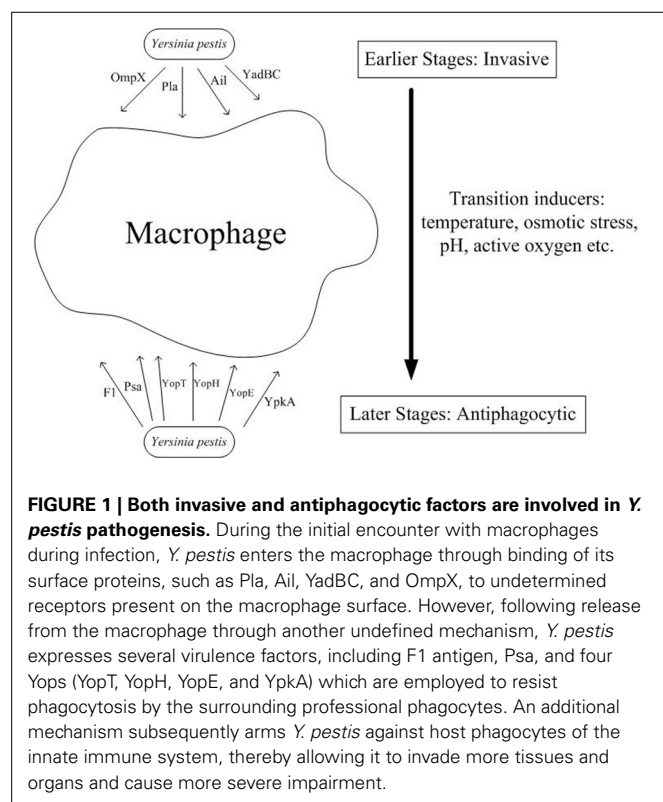 Yersinia pestis
OmpX
Pla
Ail
YadBC
Macrophage
F1
Psa
YopT
YopH
YopE
YpkA
Yersinia pestis
Earlier Stages: Invasive
Transition inducers:
temperature, osmotic stress,
pH, active oxygen etc.
Later Stages: Antiphagocytic
FIGURE 1 | Both invasive and antiphagocytic factors are involved in Y.
pestis pathogenesis. During the initial encounter with macrophages
during infection, Y. pestis enters the macrophage through binding of its
surface proteins, such as Pla, Ail, YadBC, and OmpX, to undetermined
receptors present on the macrophage surface. However, following release
from the macrophage through another undefined mechanism, Y. pestis
expresses several virulence factors, including F1 antigen, Psa, and four
Yops (YopT, YopH, YopE, and YpkA) which are employed to resist
phagocytosis by the surrounding professional phagocytes. An additional
mechanism subsequently arms Y. pestis against host phagocytes of the
innate immune system, thereby allowing it to invade more tissues and
organs and cause more severe impairment.